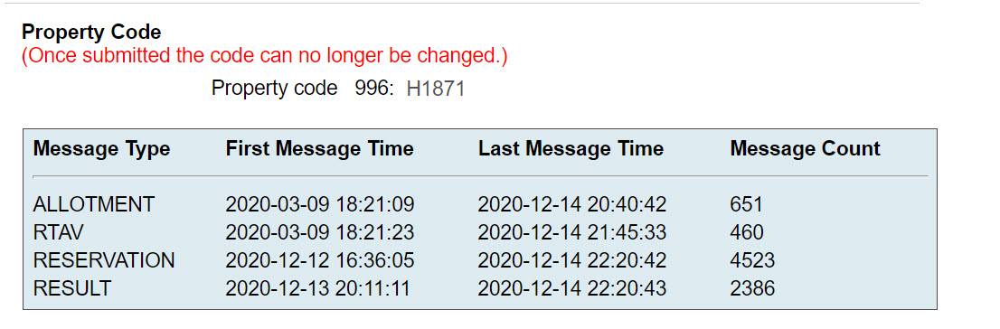 Property Code
(Once submitted the code can no longer be changed.)
Property code 996: H1871
Message Type First Message Time Last Message Time Message Count
ALLOTMENT 2020-03-09 18:21:09 2020-12-14 20:40:42 651
RTAV 2020-03-09 18:21:23 2020-12-14 21:45:33 460
RESERVATION 2020-12-12 16:36:05 2020-12-14 22:20:42 4523
RESULT 2020-12-13 20:11:11 2020-12-14 22:20:43 2386